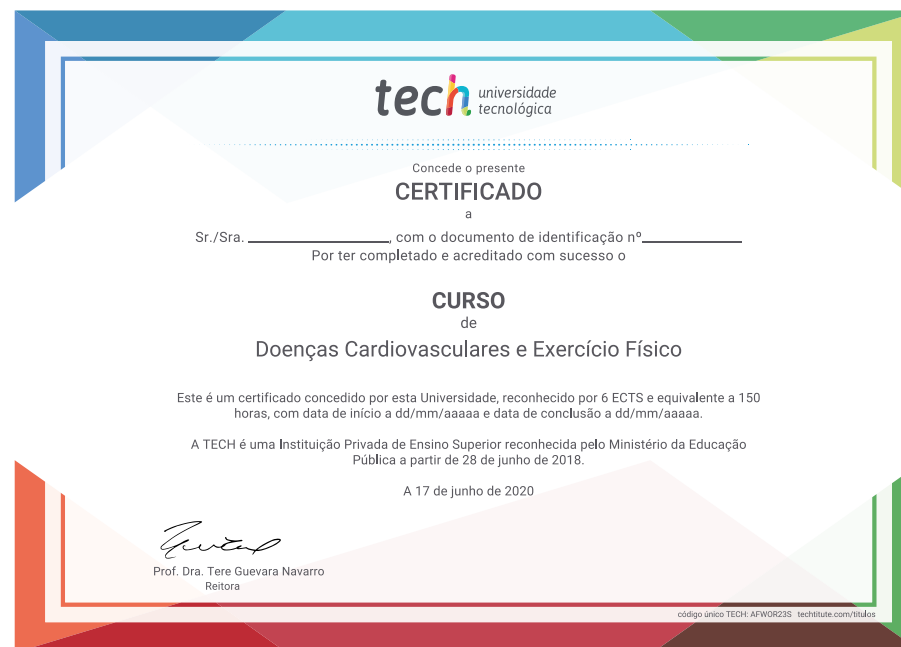 tech universidade
tecnológica
Concede o presente
CERTIFICADO
a
Sr./Sra. ________________, com o documento de identificação nº____________
Por ter completado e acreditado com sucesso o
CURSO
de
Doenças Cardiovasculares e Exercício Físico
Este é um certificado concedido por esta Universidade, reconhecido por 6 ECTS e equivalente a 150
horas, com data de início a dd/mm/aaaaa e data de conclusão a dd/mm/aaaaa.
A TECH é uma Instituição Privada de Ensino Superior reconhecida pelo Ministério da Educação
Pública a partir de 28 de junho de 2018.
A 17 de junho de 2020
Prof. Dra. Tere Guevara Navarro
Reitora
código único TECH: AFWOR23S techtitute.com/titulos